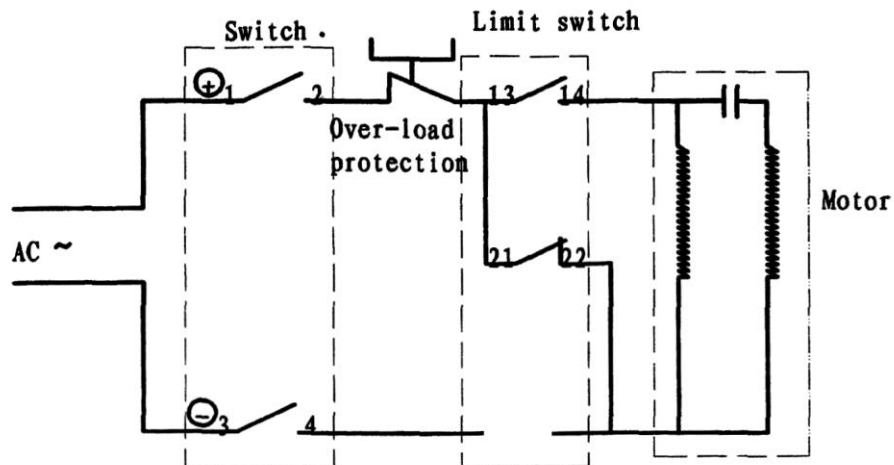 Switch .
Limit switch
+
1
2
13
14
Over-load
protection
21
22
AC ~
Motor
−
3
4